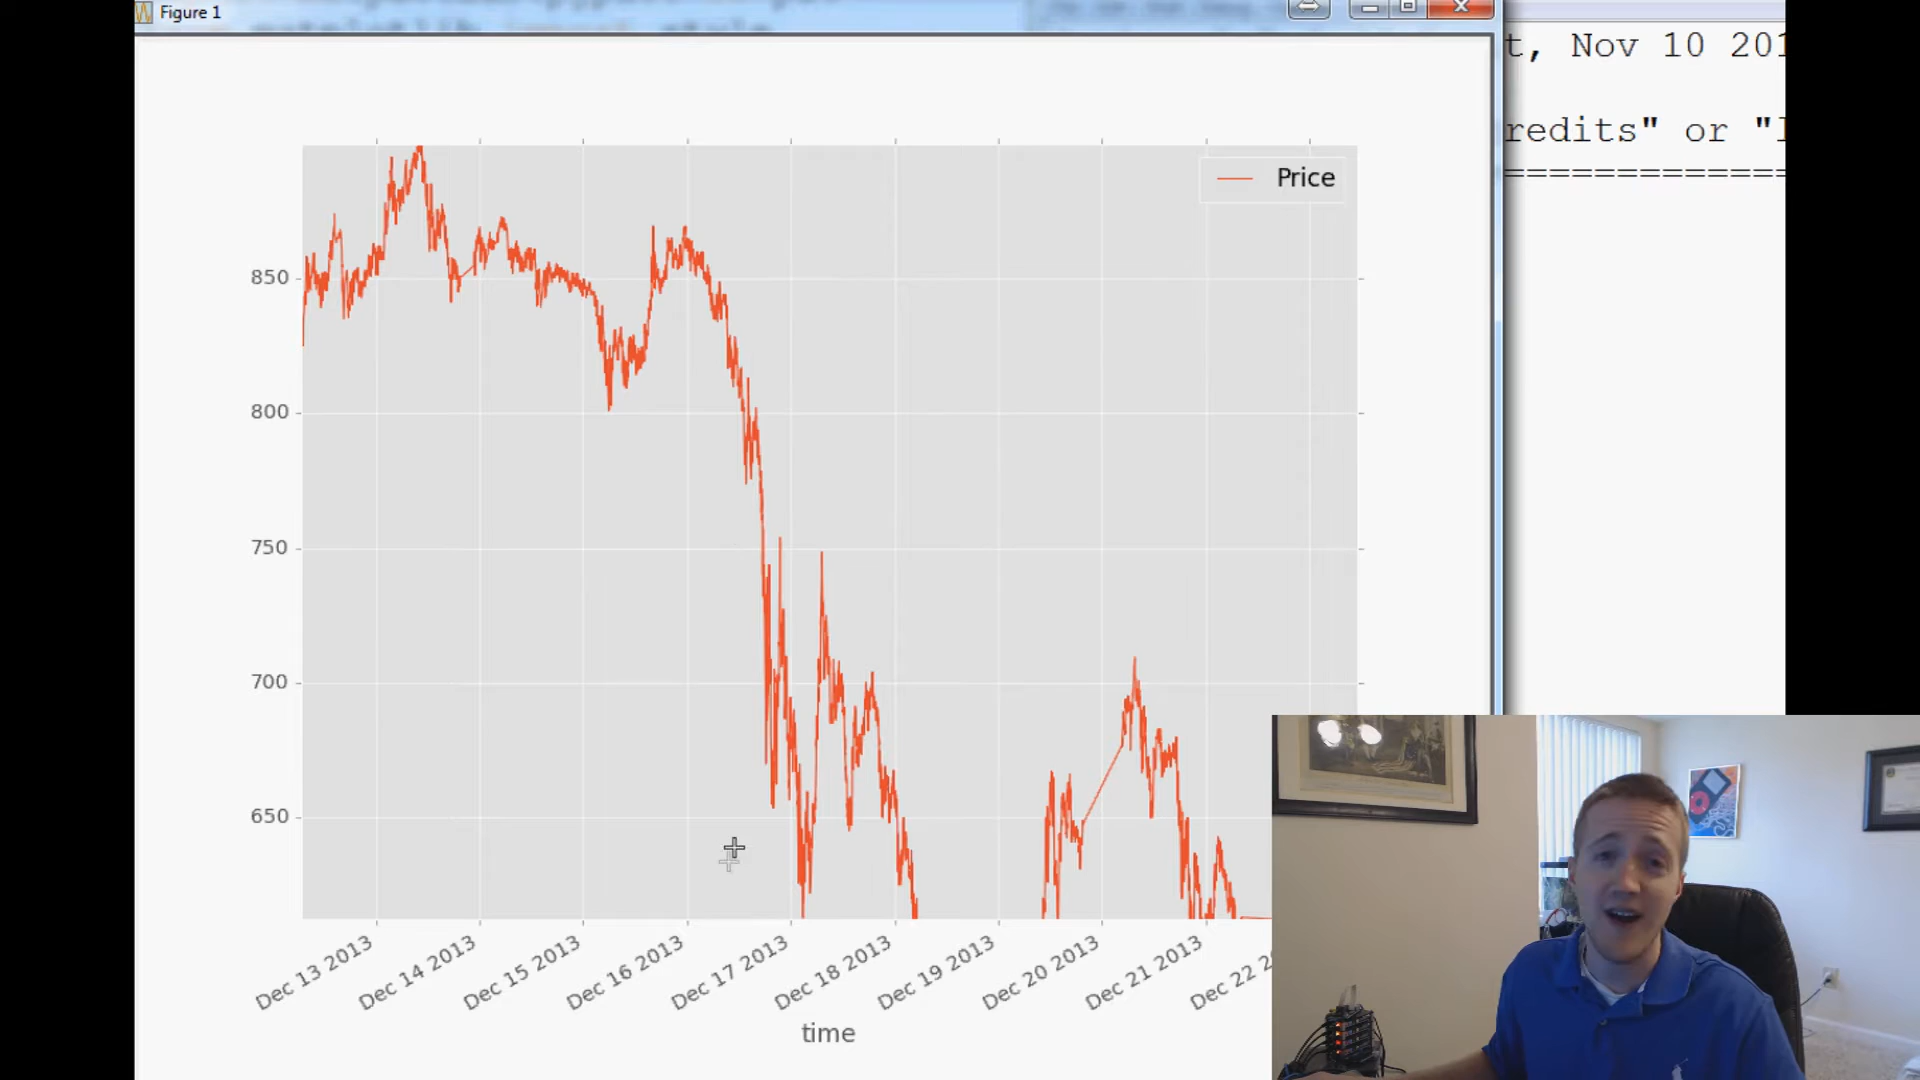 Figure 1
t, Nov 10 201
redits" or "l
=============
Price
850
800
750
700
650
Dec 13 2013
Dec 14 2013
Dec 15 2013
Dec 16 2013
Dec 17 2013
Dec 18 2013
Dec 19 2013
Dec 20 2013
Dec 21 2013
Dec 22 2
time